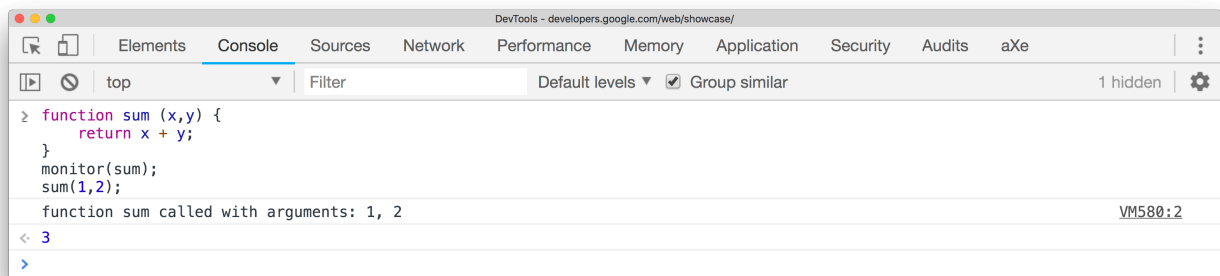 DevTools - developers.google.com/web/showcase/
Elements Console Sources Network Performance Memory Application Security Audits aXe
top Filter Default levels Group similar 1 hidden
function sum (x,y) {
    return x + y;
}
monitor(sum);
sum(1,2);
function sum called with arguments: 1, 2 VM580:2
3